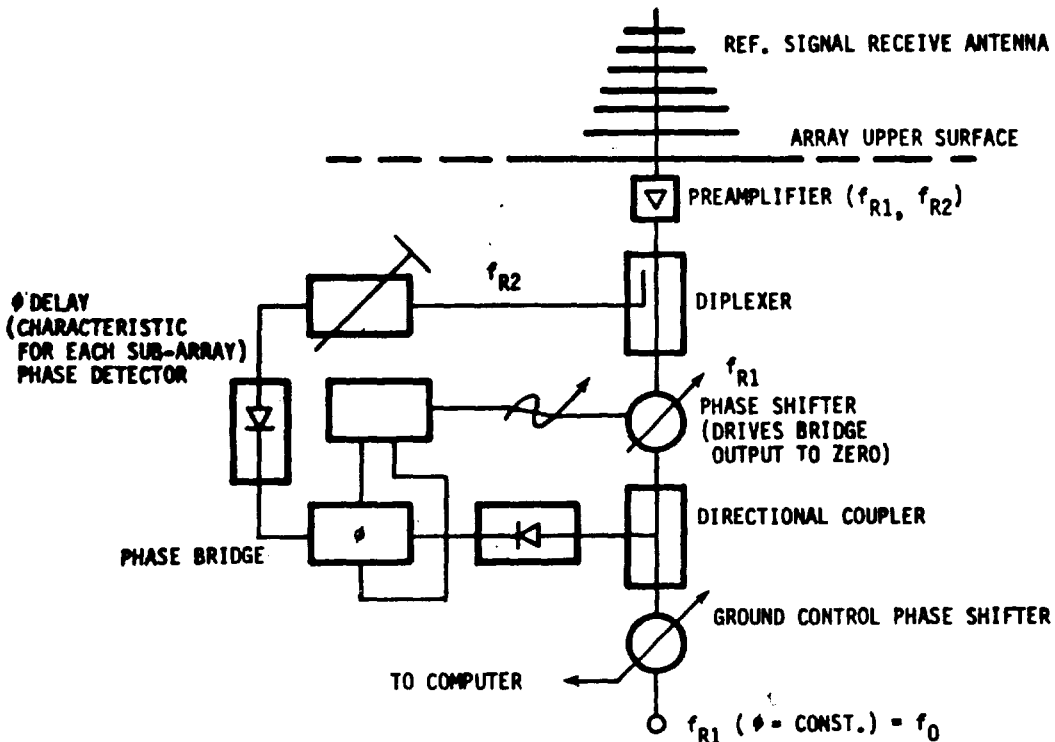 REF. SIGNAL RECEIVE ANTENNA
ARRAY UPPER SURFACE
PREAMPLIFIER (fR1, fR2)
fR2
DIPLEXER
ϕ DELAY
(CHARACTERISTIC
FOR EACH SUB-ARRAY)
PHASE DETECTOR
fR1
PHASE SHIFTER
(DRIVES BRIDGE
OUTPUT TO ZERO)
DIRECTIONAL COUPLER
PHASE BRIDGE
ϕ
GROUND CONTROL PHASE SHIFTER
TO COMPUTER
fR1 (ϕ = CONST.) = fO